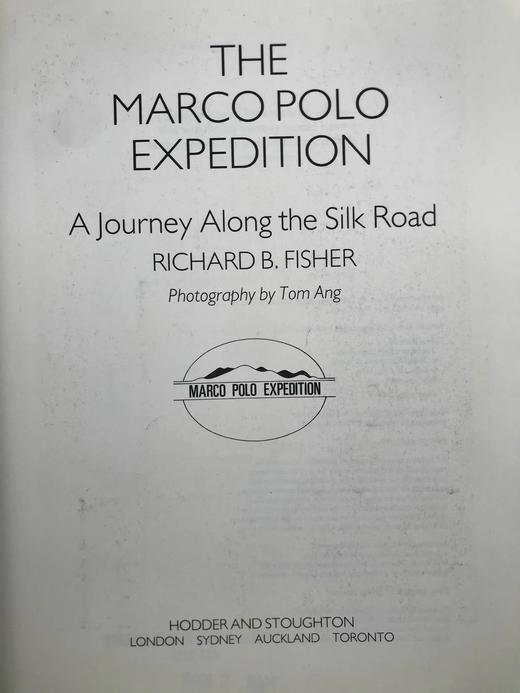 THE
MARCO POLO
EXPEDITION
A Journey Along the Silk Road
RICHARD B. FISHER
Photography by Tom Ang
MARCO POLO EXPEDITION
HODDER AND STOUGHTON
LONDON SYDNEY AUCKLAND TORONTO